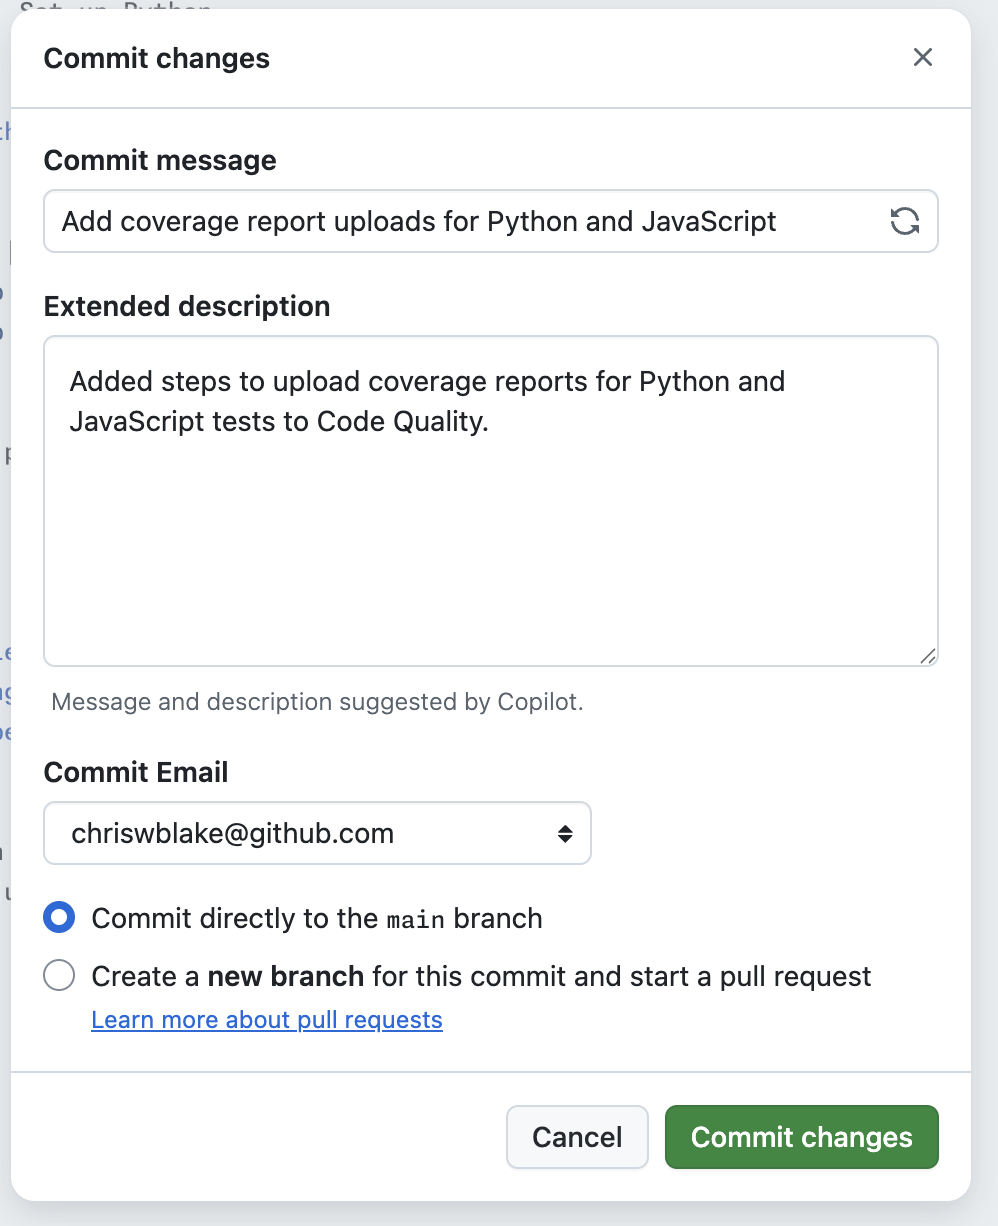 Commit changes
Commit message
Add coverage report uploads for Python and JavaScript
Extended description
Added steps to upload coverage reports for Python and
JavaScript tests to Code Quality.
Message and description suggested by Copilot.
Commit Email
chriswblake@github.com
Commit directly to the main branch
Create a new branch for this commit and start a pull request
Learn more about pull requests
Cancel
Commit changes